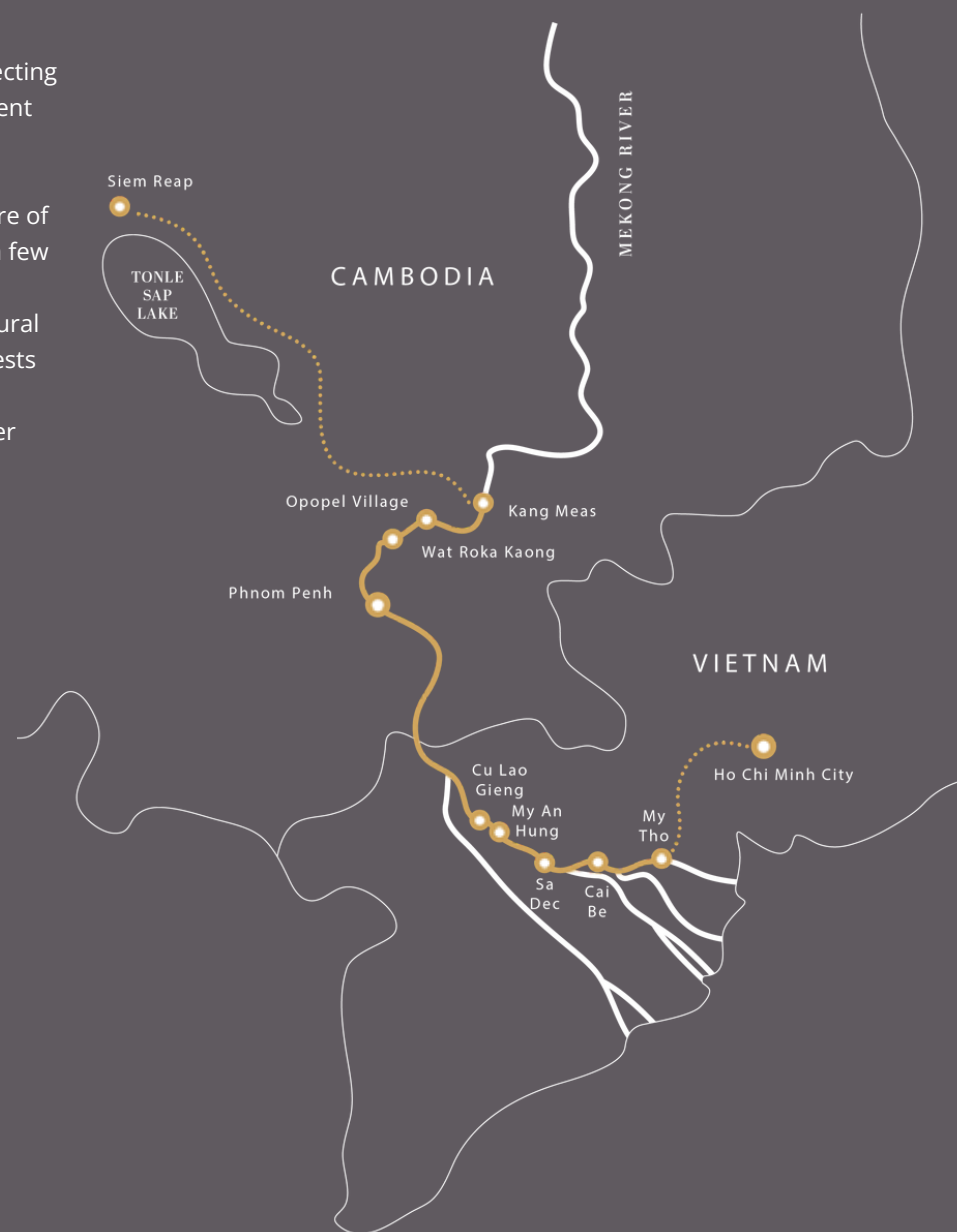 ecting
ent
re of
few
ural
ests
er
Siem Reap
TONLE
SAP
LAKE
CAMBODIA
MEKONG RIVER
Opopel Village
Kang Meas
Wat Roka Kaong
Phnom Penh
VIETNAM
Ho Chi Minh City
Cu Lao
Gieng
My An
Hung
My
Tho
Sa
Dec
Cai
Be